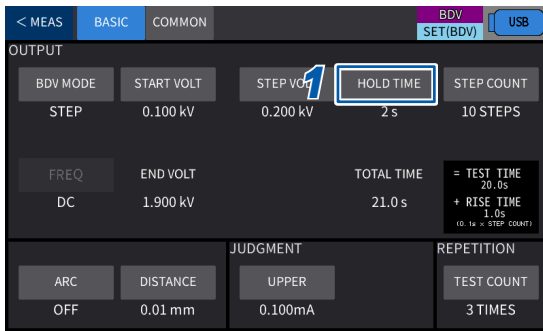 < MEAS BASIC COMMON BDV USB
SET(BDV)
OUTPUT
BDV MODE START VOLT STEP VO HOLD TIME STEP COUNT
1
STEP 0.100 kV 0.200 kV 2 s 10 STEPS
FREQ END VOLT TOTAL TIME = TEST TIME
20.0s
DC 1.900 kV 21.0 s + RISE TIME
1.0s
(0.1s × STEP COUNT)
JUDGMENT REPETITION
ARC DISTANCE UPPER TEST COUNT
OFF 0.01 mm 0.100mA 3 TIMES